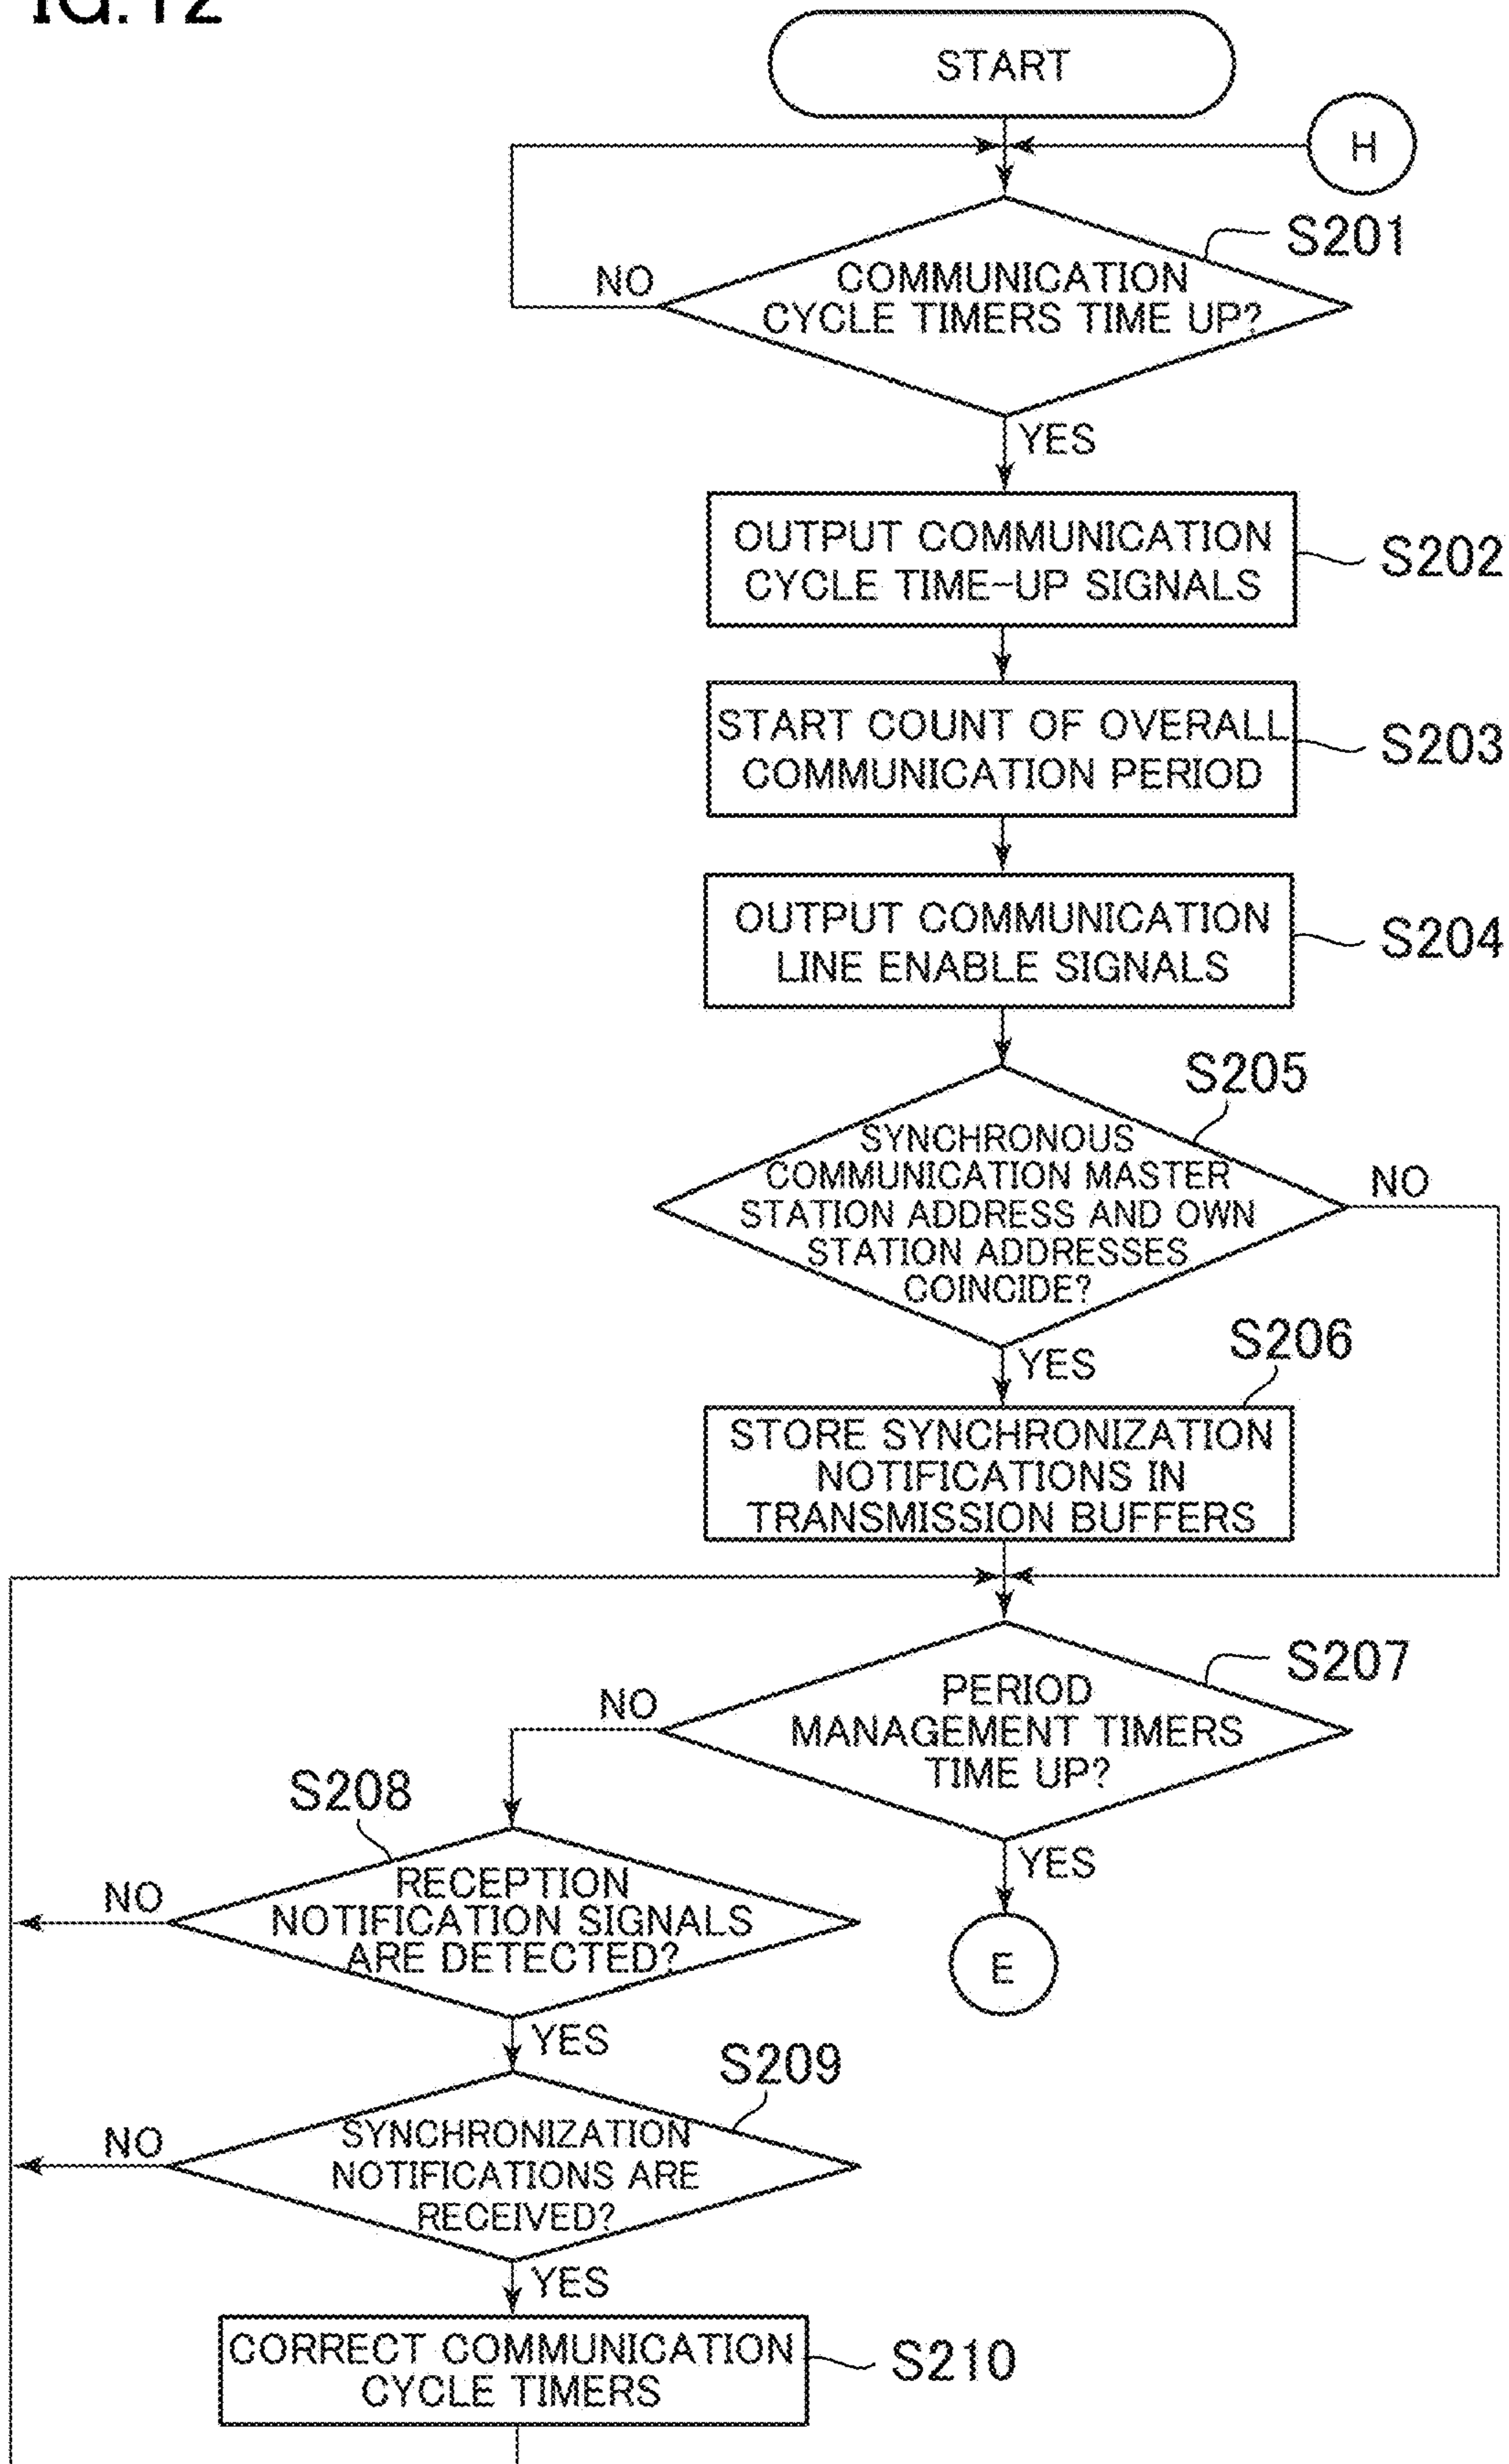 IG.12
START
H
S201
COMMUNICATION
CYCLE TIMERS TIME UP?
NO
YES
OUTPUT COMMUNICATION
CYCLE TIME-UP SIGNALS
S202
START COUNT OF OVERALL
COMMUNICATION PERIOD
S203
OUTPUT COMMUNICATION
LINE ENABLE SIGNALS
S204
S205
SYNCHRONOUS
COMMUNICATION MASTER
STATION ADDRESS AND OWN
STATION ADDRESSES
COINCIDE?
NO
YES
S206
STORE SYNCHRONIZATION
NOTIFICATIONS IN
TRANSMISSION BUFFERS
S207
PERIOD
MANAGEMENT TIMERS
TIME UP?
NO
YES
E
S208
RECEPTION
NOTIFICATION SIGNALS
ARE DETECTED?
NO
YES
S209
SYNCHRONIZATION
NOTIFICATIONS ARE
RECEIVED?
NO
YES
CORRECT COMMUNICATION
CYCLE TIMERS
S210